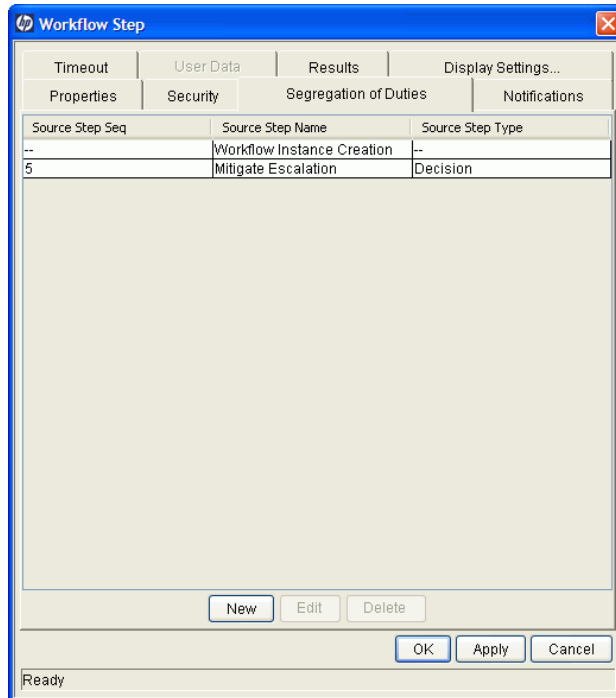 hp Workflow Step
Timeout User Data Results Display Settings...
Properties Security Segregation of Duties Notifications
Source Step Seq Source Step Name Source Step Type
-- Workflow Instance Creation --
5 Mitigate Escalation Decision
New Edit Delete
OK Apply Cancel
Ready